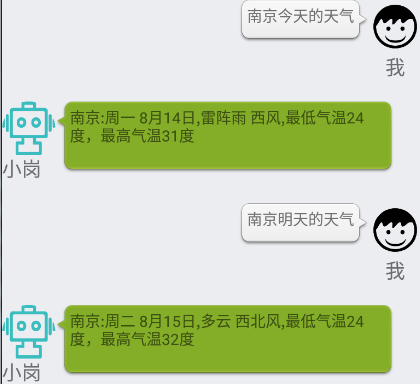 南京今天的天气
我
南京:周一 8月14日,雷阵雨 西风,最低气温24
度，最高气温31度
小岗
南京明天的天气
我
南京:周二 8月15日,多云 西北风,最低气温24
度，最高气温32度
小岗